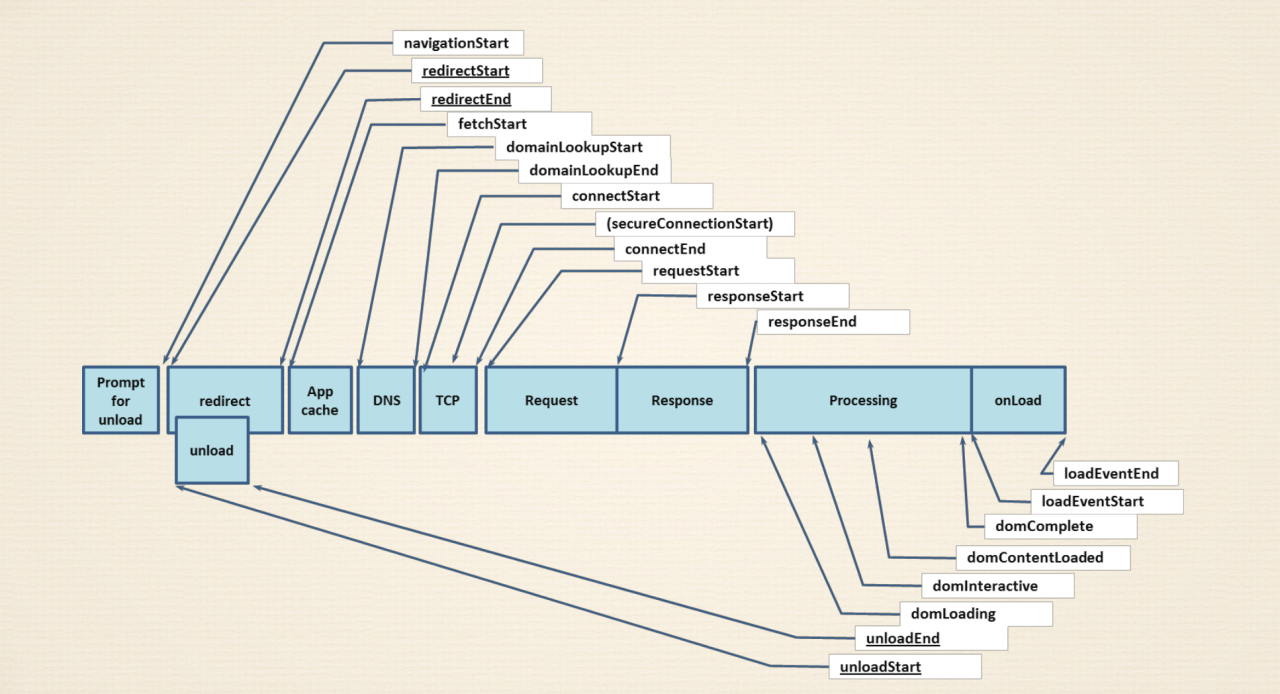 navigationStart
redirectStart
redirectEnd
fetchStart
domainLookupStart
domainLookupEnd
connectStart
(secureConnectionStart)
connectEnd
requestStart
responseStart
responseEnd
Prompt
for
unload
redirect
unload
App
cache
DNS
TCP
Request
Response
Processing
onLoad
loadEventEnd
loadEventStart
domComplete
domContentLoaded
domInteractive
domLoading
unloadEnd
unloadStart